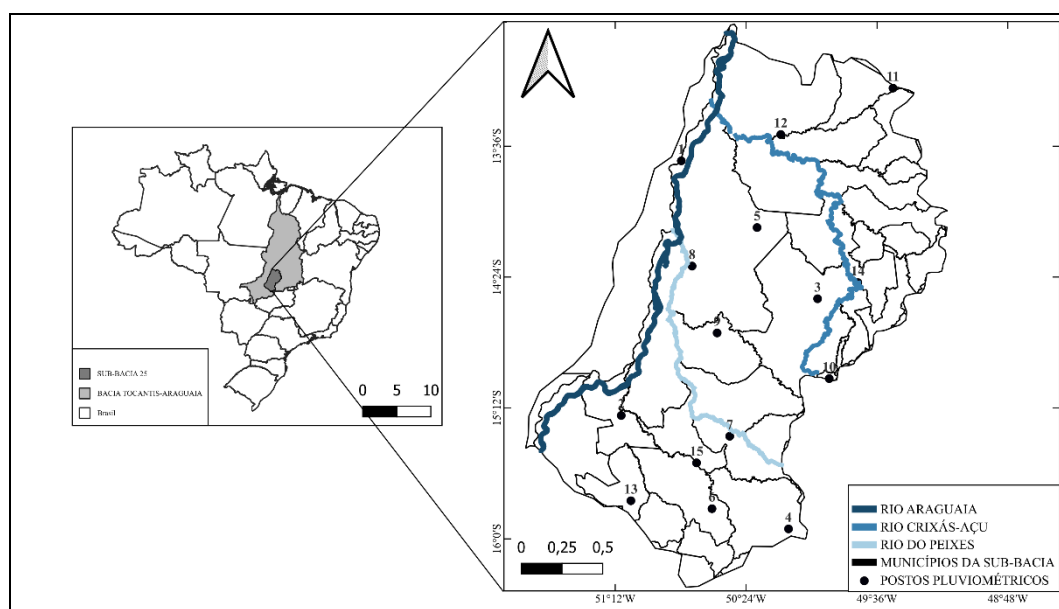 SUB-BACIA 25
BACIA TOCANTIS-ARAGUAIA
Brasil
0 5 10
11
12
1
5
8
14
3
9
10
2
7
15
13
6
4
13°36'S
14°24'S
15°12'S
16°0'S
0 0,25 0,5
RIO ARAGUAIA
RIO CRIXÁS-AÇU
RIO DO PEIXES
MUNICÍPIOS DA SUB-BACIA
POSTOS PLUVIOMÉTRICOS
51°12'W 50°24'W 49°36'W 48°48'W